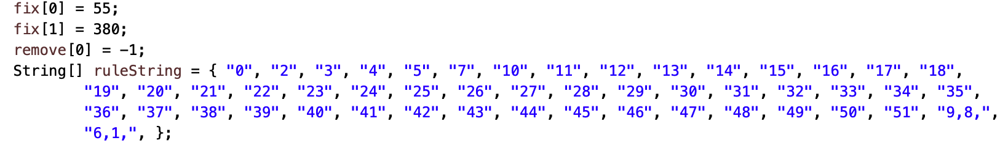 fix[0] = 55;
fix[1] = 380;
remove[0] = -1;
String[] ruleString = { "0", "2", "3", "4", "5", "7", "10", "11", "12", "13", "14", "15", "16", "17", "18",
"19", "20", "21", "22", "23", "24", "25", "26", "27", "28", "29", "30", "31", "32", "33", "34", "35",
"36", "37", "38", "39", "40", "41", "42", "43", "44", "45", "46", "47", "48", "49", "50", "51", "9,8,",
"6,1,", };